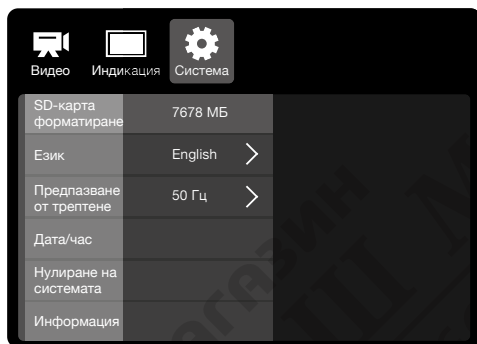 Видео Индикация Система
SD-карта
форматиране 7678 МБ
Език English
Предпазване
от трептене 50 Гц
Дата/час
Нулиране на
системата
Информация